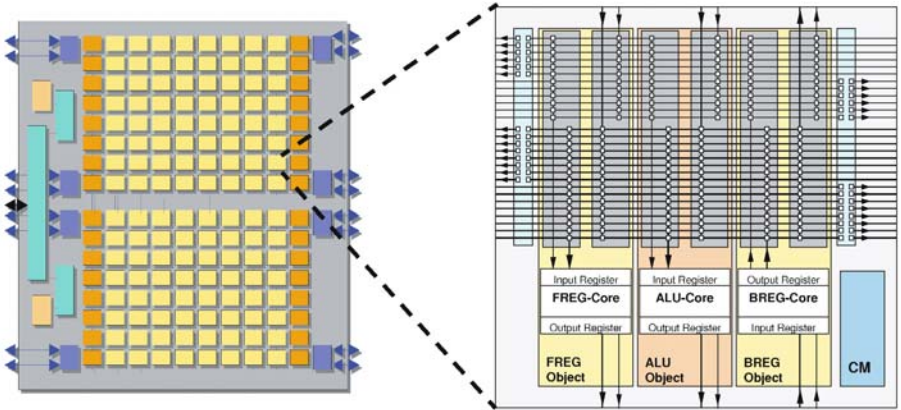 Input Register
Input Register
Output Register
FREG-Core
ALU-Core
BREG-Core
Output Register
Output Register
Input Register
FREG
Object
ALU
Object
BREG
Object
CM